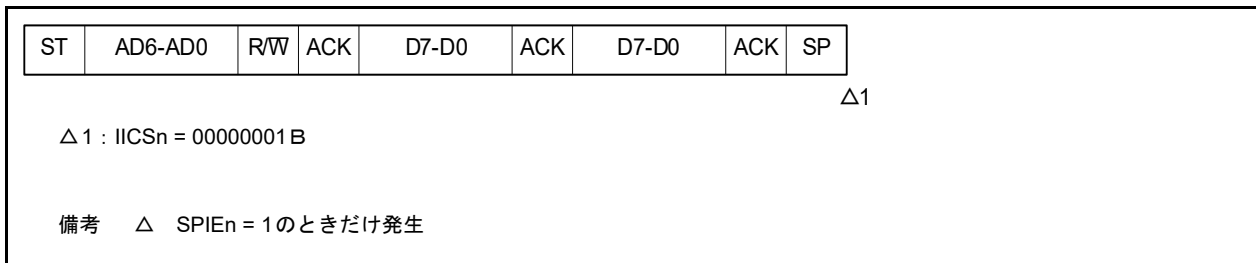 ST AD6-AD0 R/W̅ ACK D7-D0 ACK D7-D0 ACK SP
△1
△1：IICSn = 00000001B
備考 △ SPIEn = 1のときだけ発生